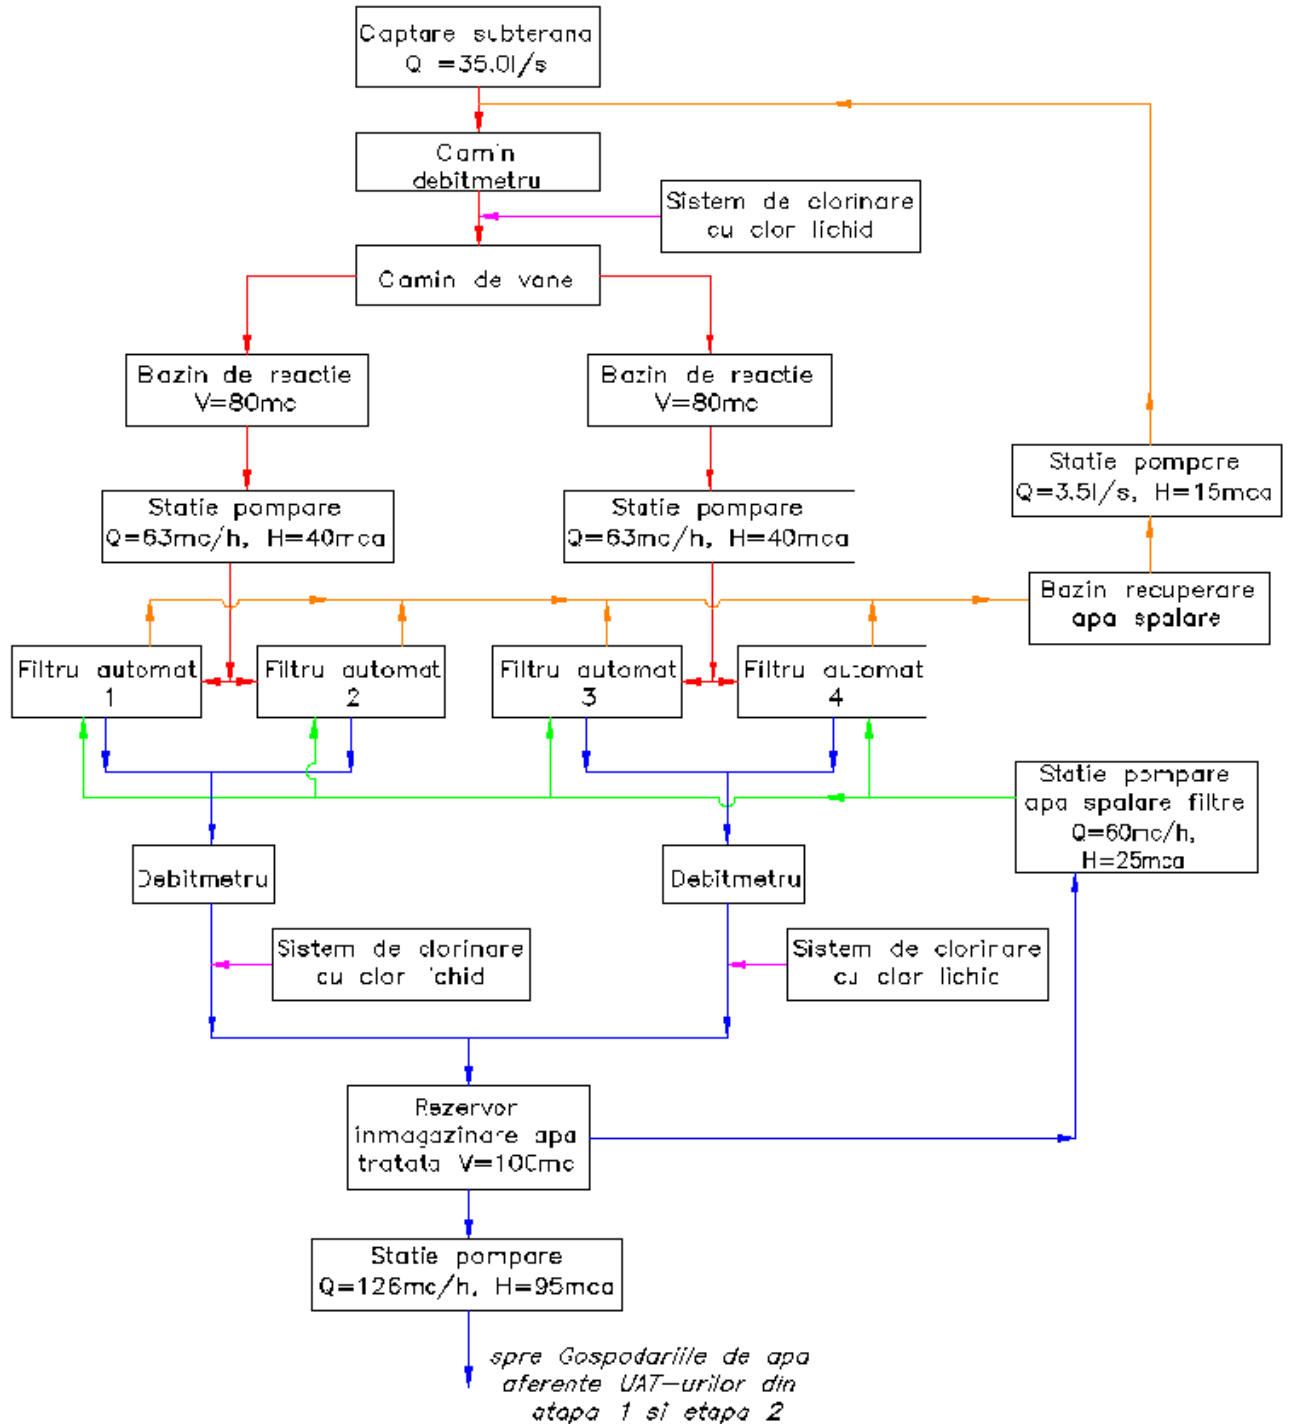 Captare subterana
Q =35.0l/s
Camin
debitmetru
Sistem de clorinare
cu clor lichid
Camin de vane
Bazin de reactie
V=80mc
Bazin de reactie
V=80mc
Statie pompare
Q=63mc/h, H=40mca
Statie pompare
Q=63mc/h, H=40mca
Statie pompare
Q=3.5l/s, H=15mca
Bazin recuperare
apa spalare
Filtru automat
1
Filtru automat
2
Filtru automat
3
Filtru automat
4
Statie pompare
apa spalare filtre
Q=60mc/h,
H=25mca
Debitmetru
Debitmetru
Sistem de clorinare
cu clor lichid
Sistem de clorinare
cu clor lichid
Rezervor
inmagazinare apa
tratata V=100mc
Statie pompare
Q=126mc/h, H=95mca
spre Gospodariile de apa
aferente UAT-urilor din
atapa 1 si etapa 2